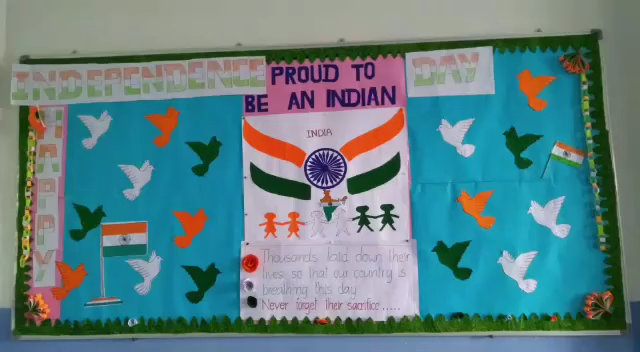 HAPPY
INDEPENDENCE
DAY
PROUD TO
BE AN INDIAN
INDIA
Thousands laid down their
lives so that our country is
breathing this day
Never forget their sacrifice.....